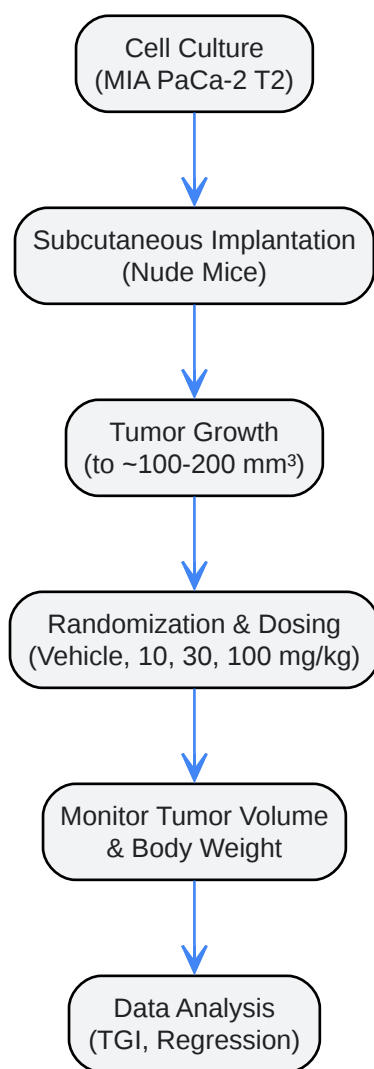 Cell Culture
(MIA PaCa-2 T2)
Subcutaneous Implantation
(Nude Mice)
Tumor Growth
(to ~100-200 mm³)
Randomization & Dosing
(Vehicle, 10, 30, 100 mg/kg)
Monitor Tumor Volume
& Body Weight
Data Analysis
(TGI, Regression)